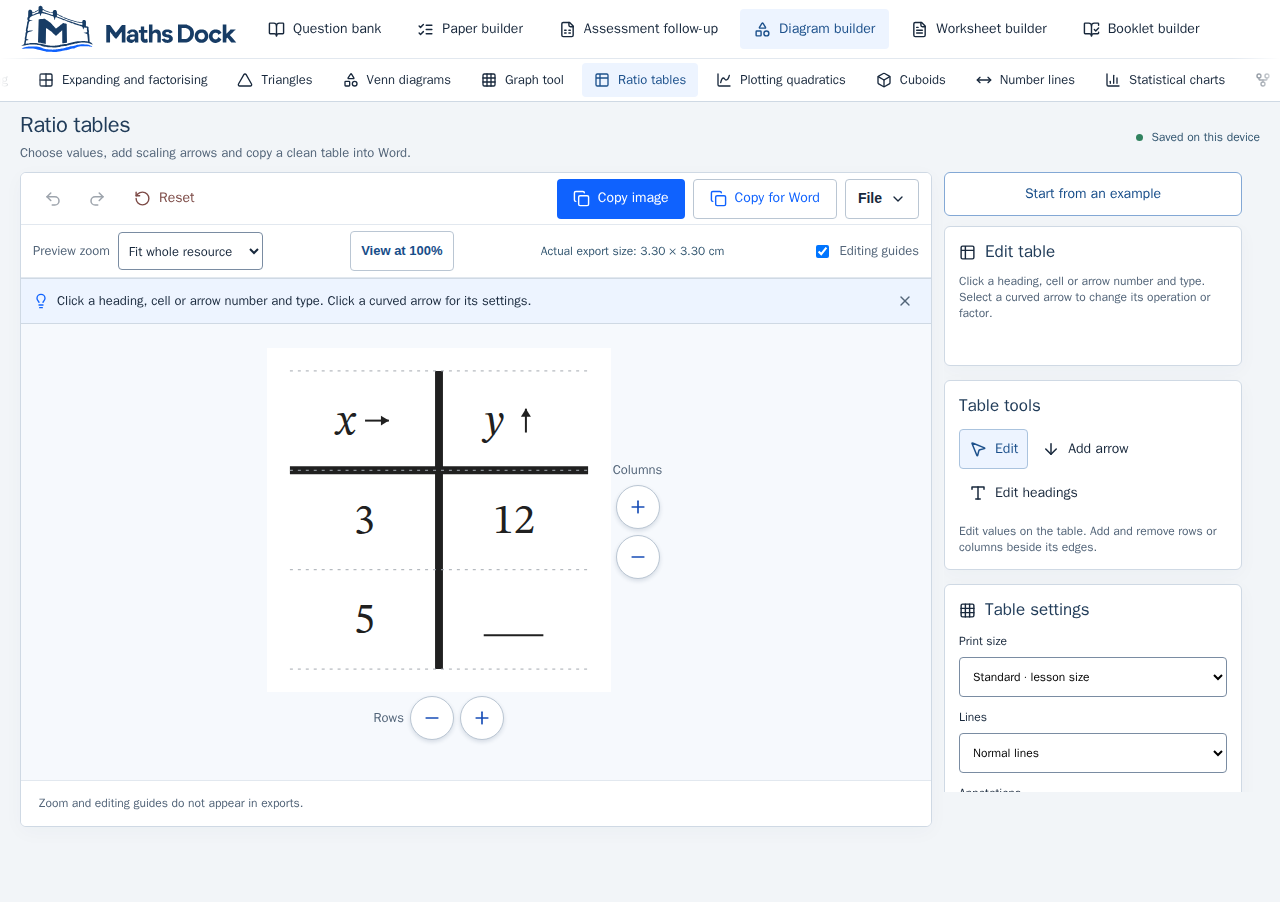 Maths Dock
Question bank
Paper builder
Assessment follow-up
Diagram builder
Worksheet builder
Booklet builder
Expanding and factorising
Triangles
Venn diagrams
Graph tool
Ratio tables
Plotting quadratics
Cuboids
Number lines
Statistical charts
Ratio tables
Choose values, add scaling arrows and copy a clean table into Word.
Saved on this device
Reset
Copy image
Copy for Word
File
Preview zoom
Fit whole resource
View at 100%
Actual export size: 3.30 × 3.30 cm
Editing guides
Click a heading, cell or arrow number and type. Click a curved arrow for its settings.
x → y ↑
3 12
5 __
Columns
+
−
Rows − +
Zoom and editing guides do not appear in exports.
Start from an example
Edit table
Click a heading, cell or arrow number and type.
Select a curved arrow to change its operation or
factor.
Table tools
Edit
Add arrow
Edit headings
Edit values on the table. Add and remove rows or
columns beside its edges.
Table settings
Print size
Standard · lesson size
Lines
Normal lines